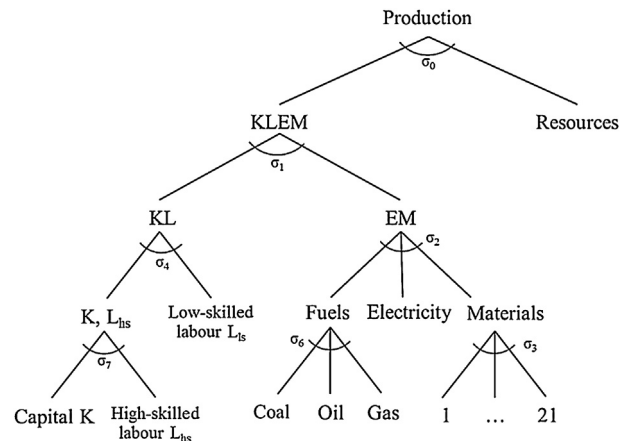 Production
σ₀
KLEM
Resources
σ₁
KL
EM
σ₄
σ₂
K, Lₕₛ
Low-skilled
labour Lₗₛ
Fuels
Electricity
Materials
σ₇
σ₆
σ₃
Capital K
High-skilled
labour Lₕₛ
Coal
Oil
Gas
1
...
21